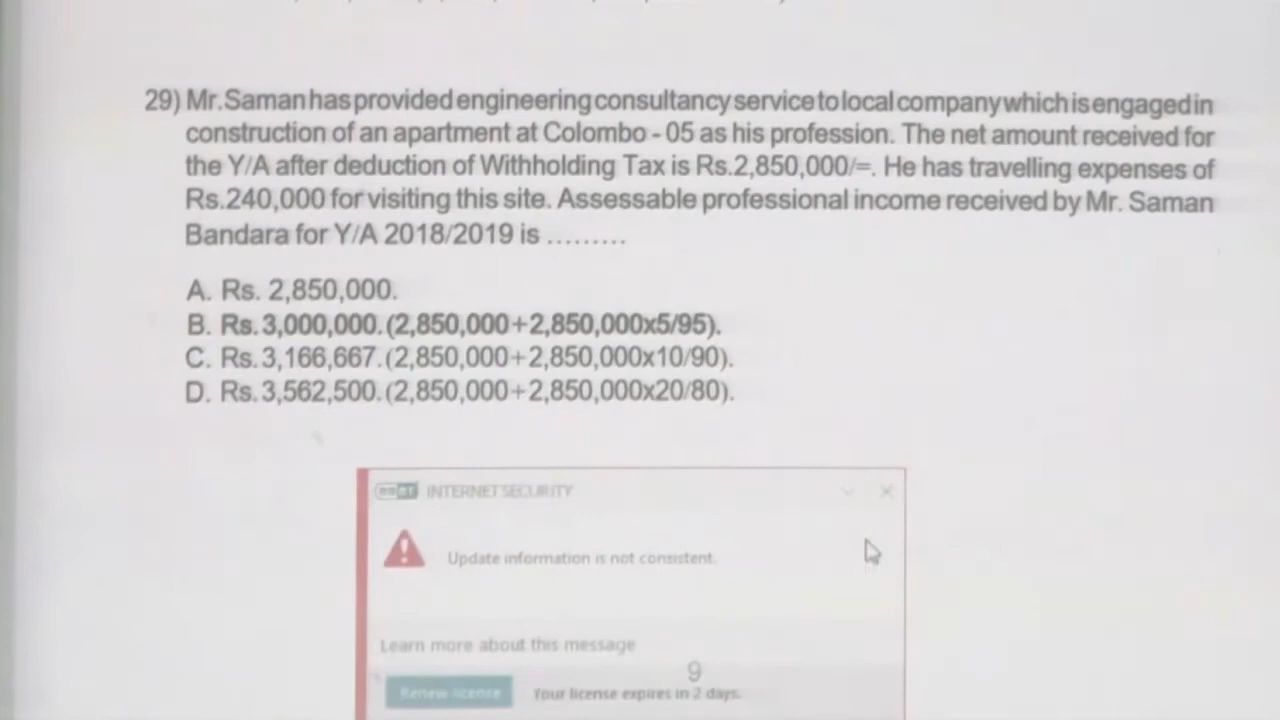 29) Mr.Saman has provided engineering consultancy service to local company which is engaged in
construction of an apartment at Colombo - 05 as his profession. The net amount received for
the Y/A after deduction of Withholding Tax is Rs.2,850,000/=. He has travelling expenses of
Rs.240,000 for visiting this site. Assessable professional income received by Mr. Saman
Bandara for Y/A 2018/2019 is .........
A. Rs. 2,850,000.
B. Rs. 3,000,000. (2,850,000+2,850,000x5/95).
C. Rs. 3,166,667. (2,850,000+2,850,000x10/90).
D. Rs. 3,562,500. (2,850,000+2,850,000x20/80).
eset INTERNET SECURITY
Update information is not consistent.
Learn more about this message
9
Renew license Your license expires in 2 days.